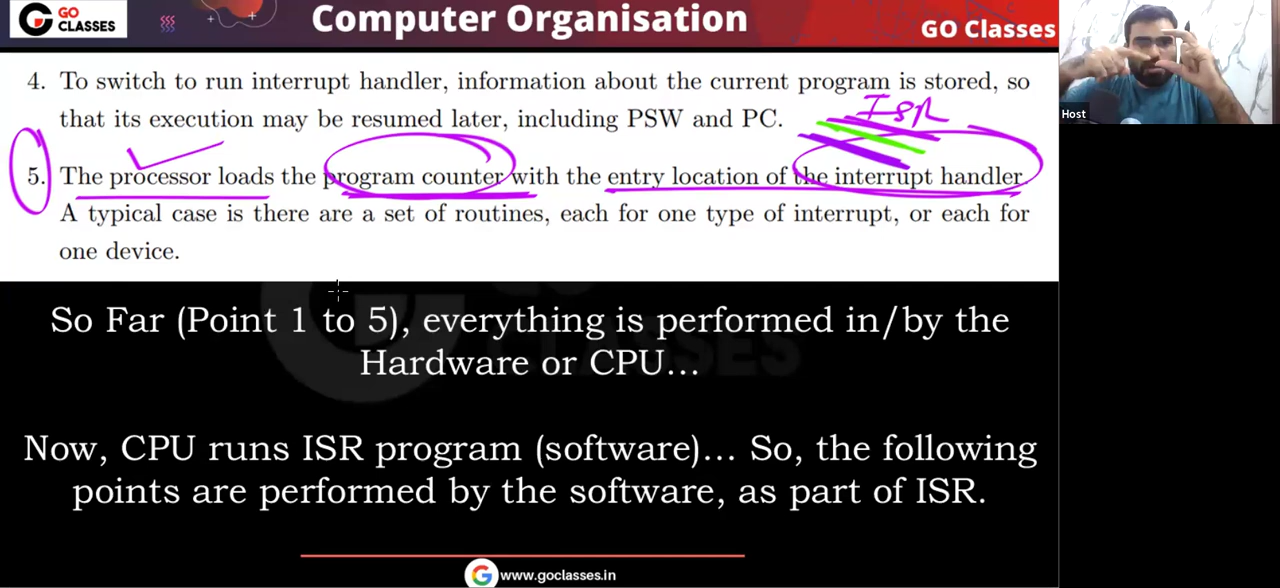 GO
CLASSES
Computer Organisation
GO Classes
Host
4. To switch to run interrupt handler, information about the current program is stored, so
that its execution may be resumed later, including PSW and PC.
ISR
5. The processor loads the program counter with the entry location of the interrupt handler.
A typical case is there are a set of routines, each for one type of interrupt, or each for
one device.
So Far (Point 1 to 5), everything is performed in/by the
Hardware or CPU...
Now, CPU runs ISR program (software)... So, the following
points are performed by the software, as part of ISR.
www.goclasses.in